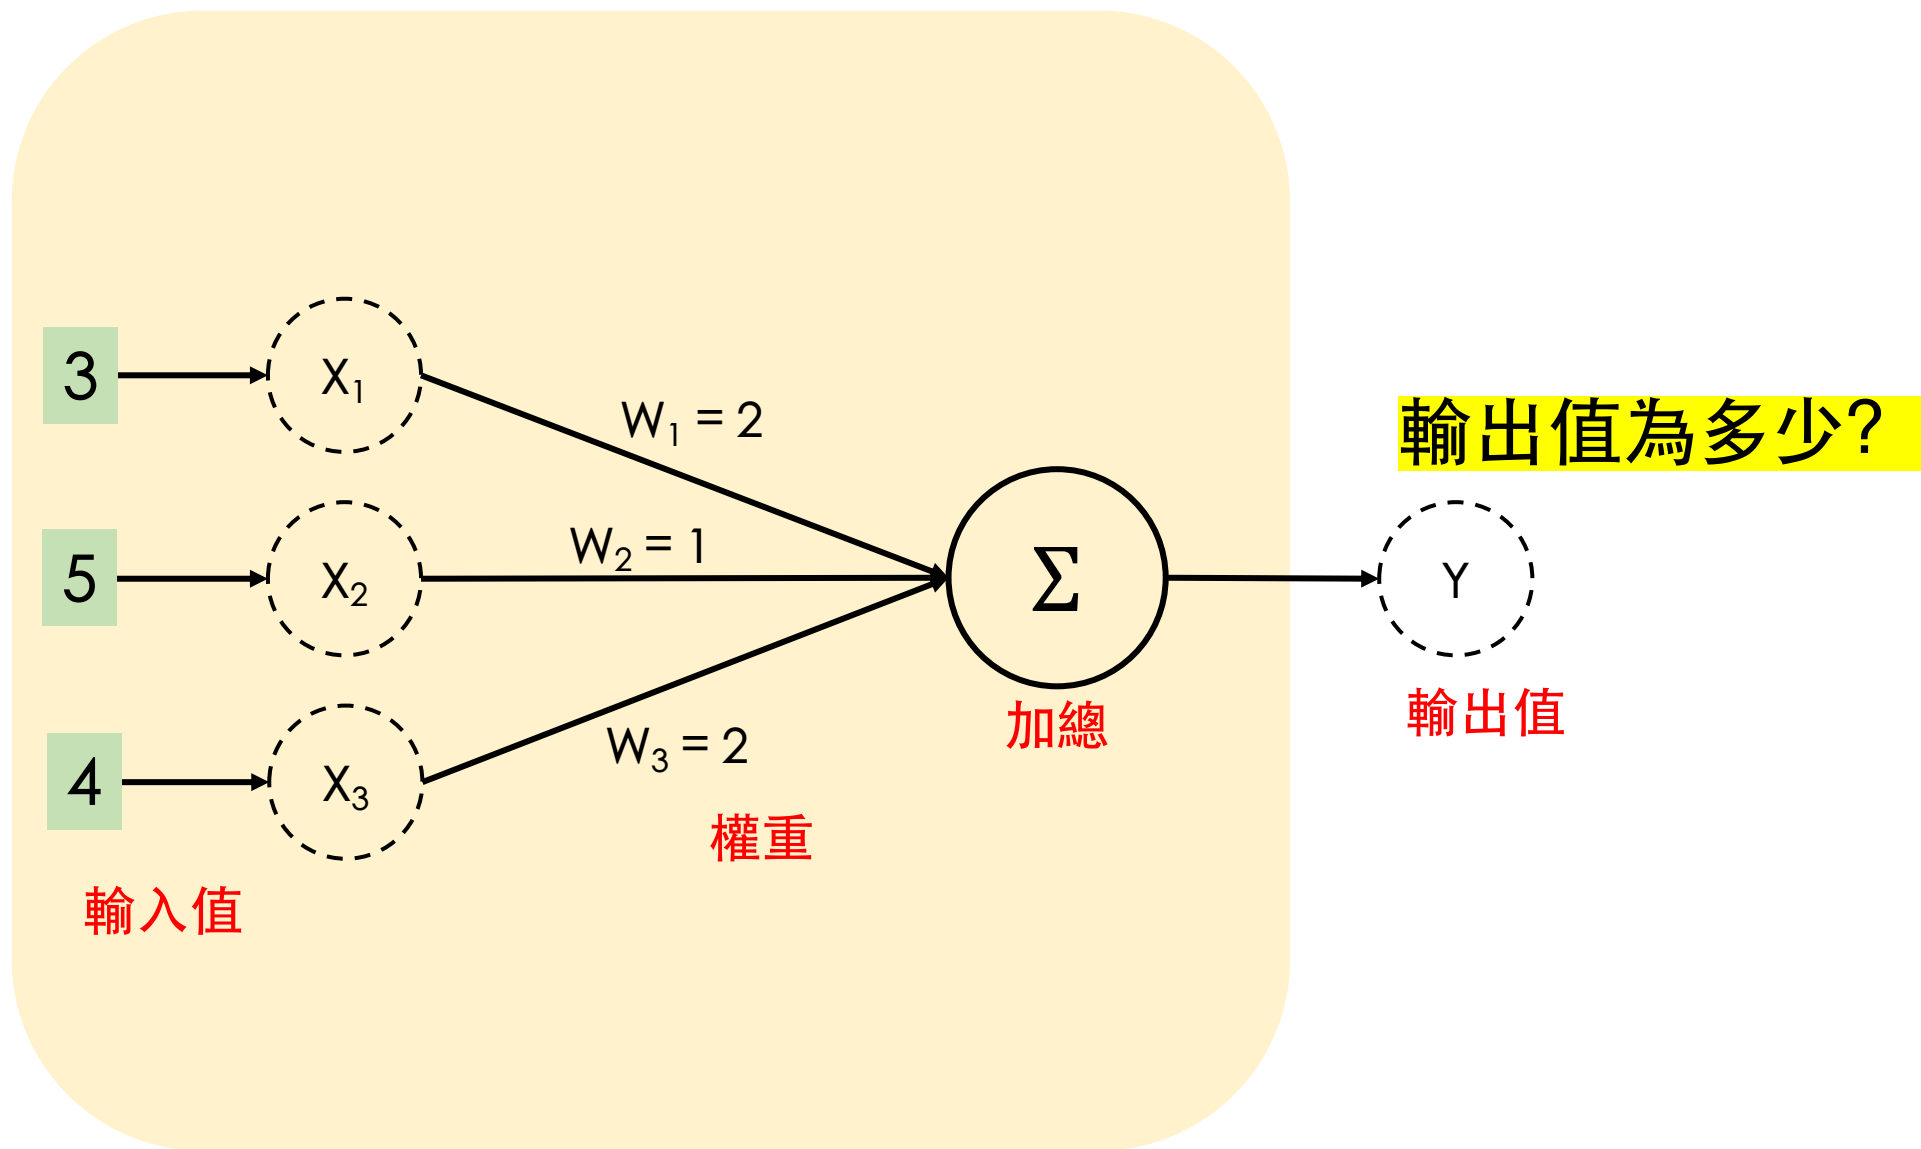 3
X₁
W₁ = 2
輸出值為多少?
5
X₂
W₂ = 1
Σ
Y
加總
輸出值
4
X₃
W₃ = 2
權重
輸入值